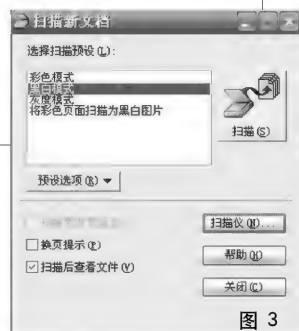 扫描新文档
选择扫描预设(L):
彩色模式
黑白模式
灰度模式
将彩色页面扫描为黑白图片
扫描(S)
预设选项(R)
扫描仪(N)...
换页提示(P)
帮助(H)
扫描后查看文件(V)
关闭(C)
图 3